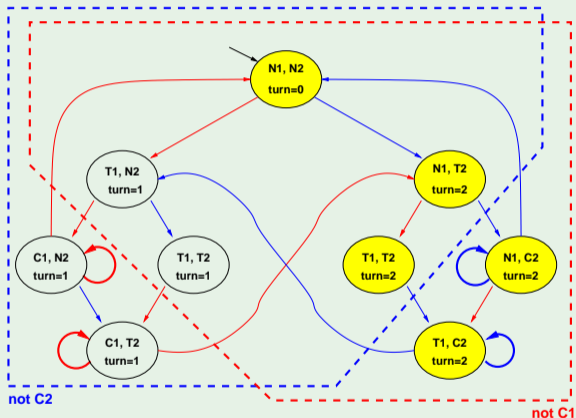 N1, N2
turn=0
T1, N2
turn=1
N1, T2
turn=2
C1, N2
turn=1
T1, T2
turn=1
T1, T2
turn=2
N1, C2
turn=2
C1, T2
turn=1
T1, C2
turn=2
not C2
not C1